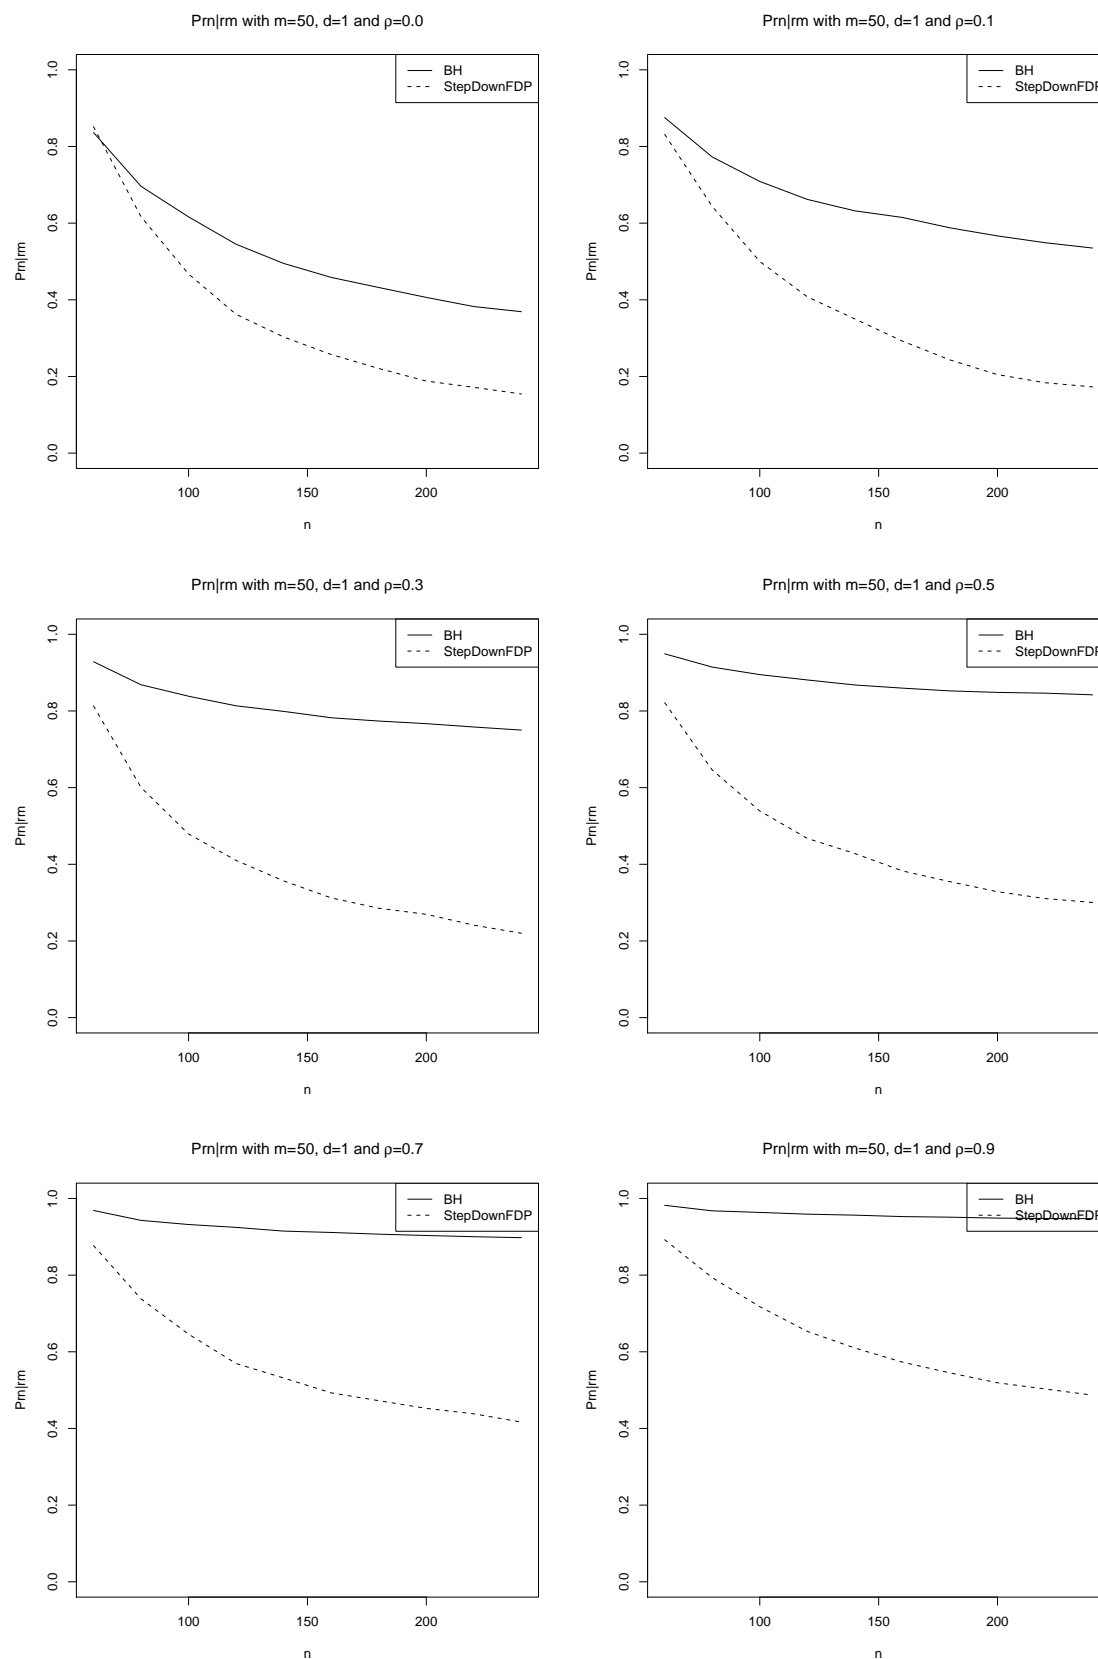 Prn|rm with m=50, d=1 and ρ=0.0
BH
StepDownFDP
Prn|rm
1.0
0.8
0.6
0.4
0.2
0.0
100 150 200
n
Prn|rm with m=50, d=1 and ρ=0.1
BH
StepDownFDP
Prn|rm
1.0
0.8
0.6
0.4
0.2
0.0
100 150 200
n
Prn|rm with m=50, d=1 and ρ=0.3
BH
StepDownFDP
Prn|rm
1.0
0.8
0.6
0.4
0.2
0.0
100 150 200
n
Prn|rm with m=50, d=1 and ρ=0.5
BH
StepDownFDP
Prn|rm
1.0
0.8
0.6
0.4
0.2
0.0
100 150 200
n
Prn|rm with m=50, d=1 and ρ=0.7
BH
StepDownFDP
Prn|rm
1.0
0.8
0.6
0.4
0.2
0.0
100 150 200
n
Prn|rm with m=50, d=1 and ρ=0.9
BH
StepDownFDP
Prn|rm
1.0
0.8
0.6
0.4
0.2
0.0
100 150 200
n